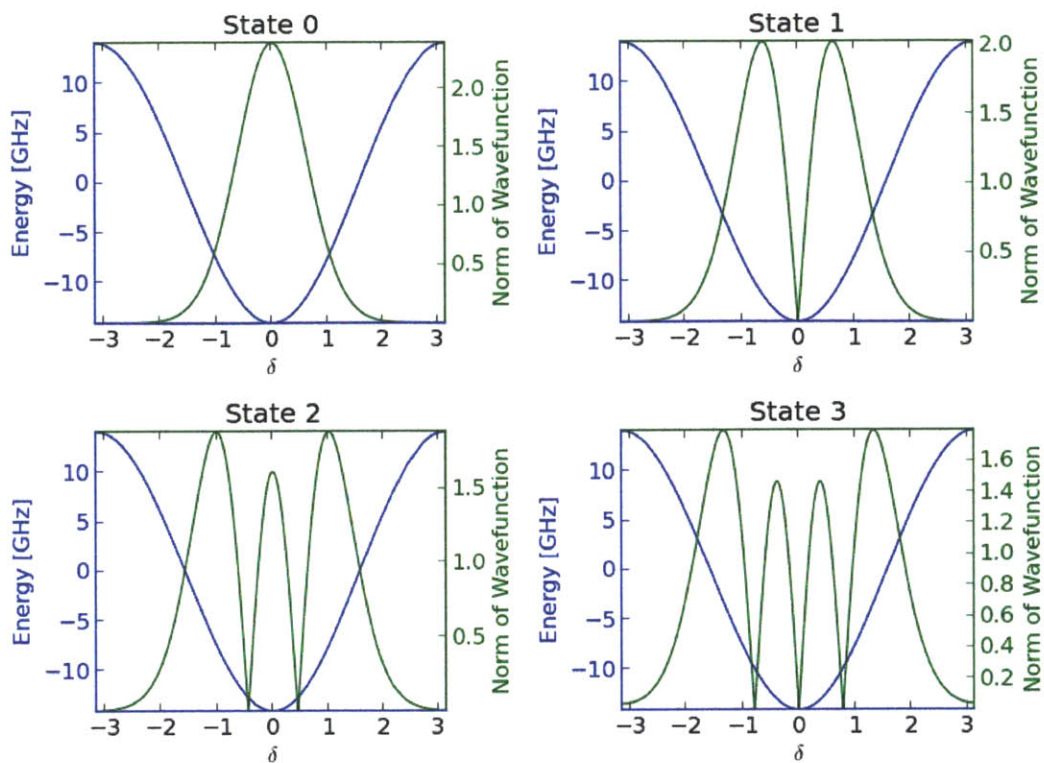 State 0
Energy [GHz]
10
5
0
−5
−10
2.0
1.5
1.0
0.5
Norm of Wavefunction
−3 −2 −1 0 1 2 3
δ
State 1
Energy [GHz]
10
5
0
−5
−10
2.0
1.5
1.0
0.5
Norm of Wavefunction
−3 −2 −1 0 1 2 3
δ
State 2
Energy [GHz]
10
5
0
−5
−10
1.5
1.0
0.5
Norm of Wavefunction
−3 −2 −1 0 1 2 3
δ
State 3
Energy [GHz]
10
5
0
−5
−10
1.6
1.4
1.2
1.0
0.8
0.6
0.4
0.2
Norm of Wavefunction
−3 −2 −1 0 1 2 3
δ